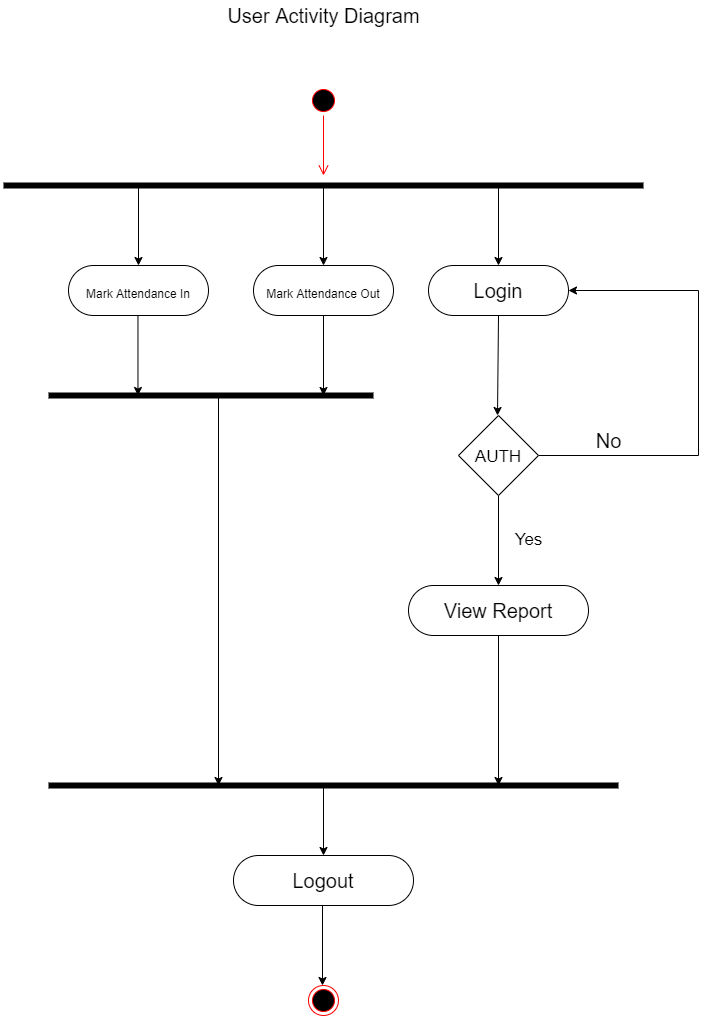 User Activity Diagram
Mark Attendance In
Mark Attendance Out
Login
AUTH
No
Yes
View Report
Logout